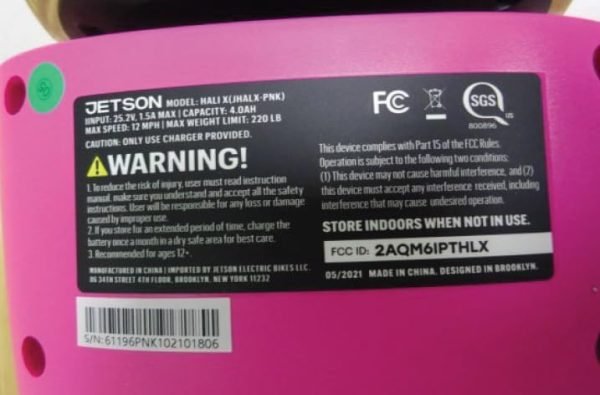 JETSON MODEL: HALI X(JHALX-PNK)
IINPUT: 25.2V, 1.5A MAX | CAPACITY: 4.0AH
MAX SPEED: 12 MPH | MAX WEIGHT LIMIT: 220 LB
CAUTION: ONLY USE CHARGER PROVIDED.
WARNING!
1. To reduce the risk of injury, user must read instruction
manual. make sure you understand and accept all the safety
instructions. User will be responsible for any loss or damage
caused by improper use.
2. If you store for an extended period of time, charge the
battery once a month in a dry safe area for best care.
3. Recommended for ages 12+.
MANUFACTURED IN CHINA | IMPORTED BY JETSON ELECTRIC BIKES LLC.
86 34TH STREET 4TH FLOOR, BROOKLYN, NEW YORK 11232
FC
SGS
us
800896
This device complies with Part 15 of the FCC Rules.
Operation is subject to the following two conditions:
(1) This device may not cause harmful interference, and (2)
this device must accept any interference received, including
interference that may cause undesired operation.
STORE INDOORS WHEN NOT IN USE.
FCC ID: 2AQM6IPTHLX
05/2021 MADE IN CHINA. DESIGNED IN BROOKLYN.
S/N: 61196PNK102101806